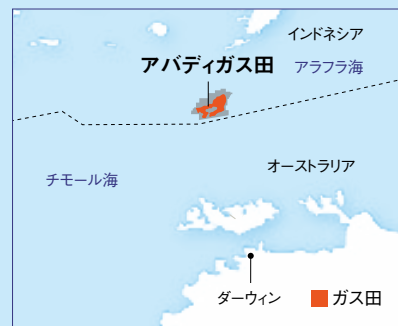 インドネシア
アバディガス田
アラフラ海
オーストラリア
チモール海
ダーウィン
ガス田